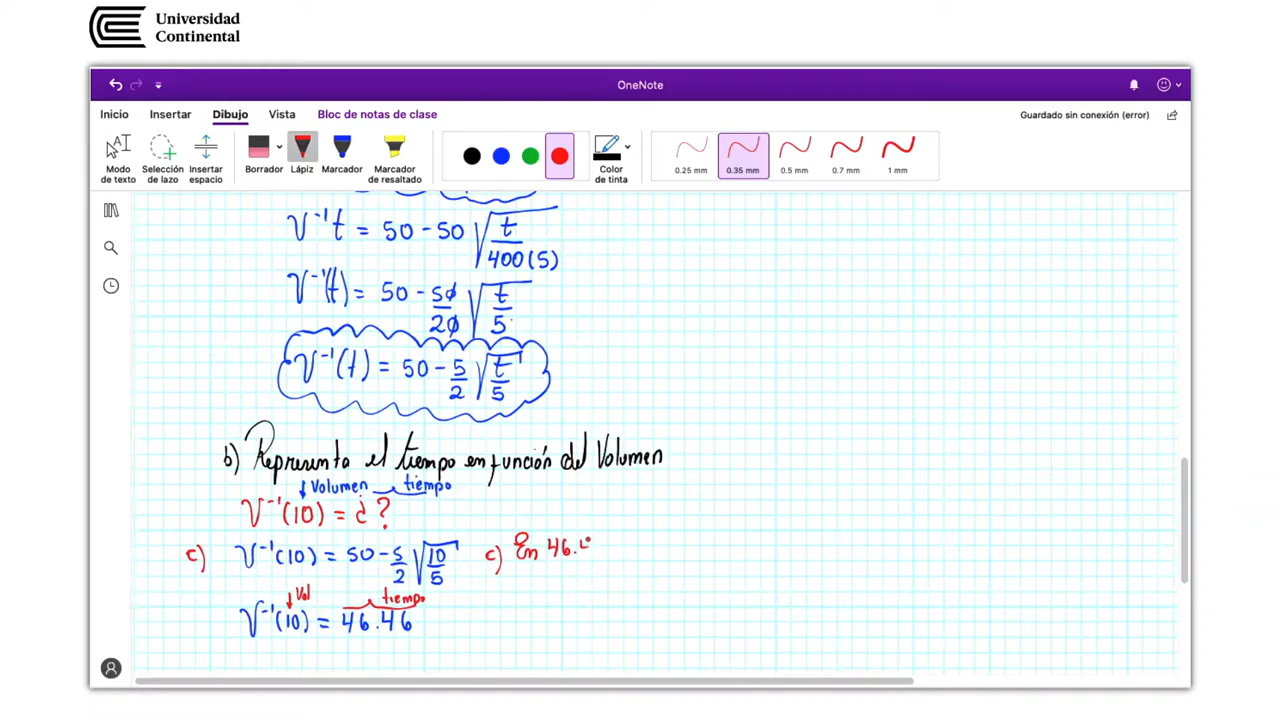 Universidad
Continental
OneNote
Inicio Insertar Dibujo Vista Bloc de notas de clase Guardado sin conexión (error)
Modo de texto Selección de lazo Insertar espacio Borrador Lápiz Marcador Marcador de resaltado Color de tinta 0.25 mm 0.35 mm 0.5 mm 0.7 mm 1 mm
V⁻¹t = 50 - 50 √(t/400(5))
V⁻¹(t) = 50 - 50/20 √(t/5)
V⁻¹(t) = 50 - 5/2 √(t/5)
b) Representa el tiempo en función del Volumen
↓ Volumen tiempo
V⁻¹(10) = ¿ ?
c) V⁻¹(10) = 50 - 5/2 √(10/5) c) En 46.
↓ Vol tiempo
V⁻¹(10) = 46.46